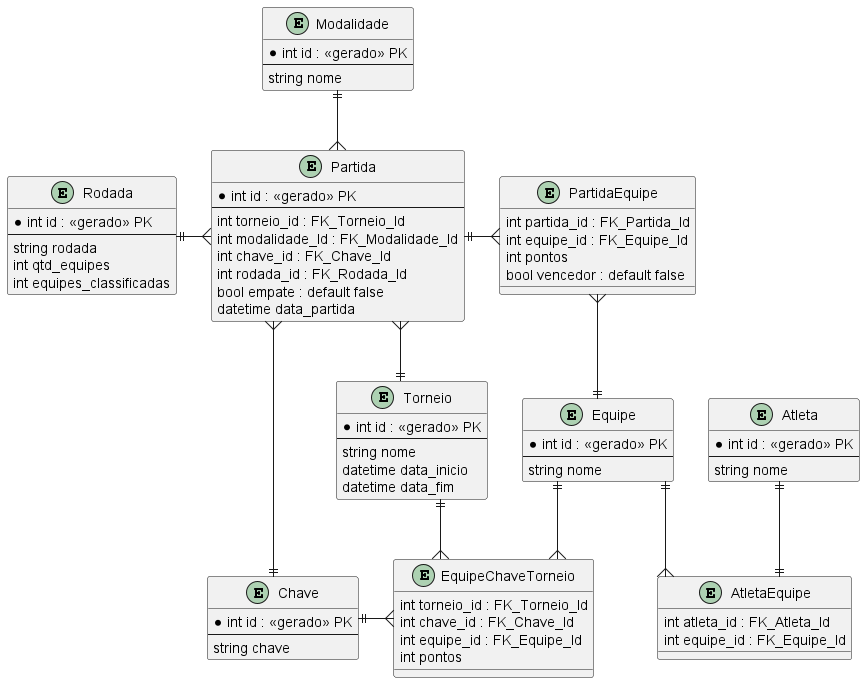 E Modalidade
int id : «gerado» PK
string nome
E Partida
int id : «gerado» PK
int torneio_id : FK_Torneio_Id
int modalidade_Id : FK_Modalidade_Id
int chave_id : FK_Chave_Id
int rodada_id : FK_Rodada_Id
bool empate : default false
datetime data_partida
E Rodada
int id : «gerado» PK
string rodada
int qtd_equipes
int equipes_classificadas
E PartidaEquipe
int partida_id : FK_Partida_Id
int equipe_id : FK_Equipe_Id
int pontos
bool vencedor : default false
E Torneio
int id : «gerado» PK
string nome
datetime data_inicio
datetime data_fim
E Equipe
int id : «gerado» PK
string nome
E Atleta
int id : «gerado» PK
string nome
E Chave
int id : «gerado» PK
string chave
E EquipeChaveTorneio
int torneio_id : FK_Torneio_Id
int chave_id : FK_Chave_Id
int equipe_id : FK_Equipe_Id
int pontos
E AtletaEquipe
int atleta_id : FK_Atleta_Id
int equipe_id : FK_Equipe_Id